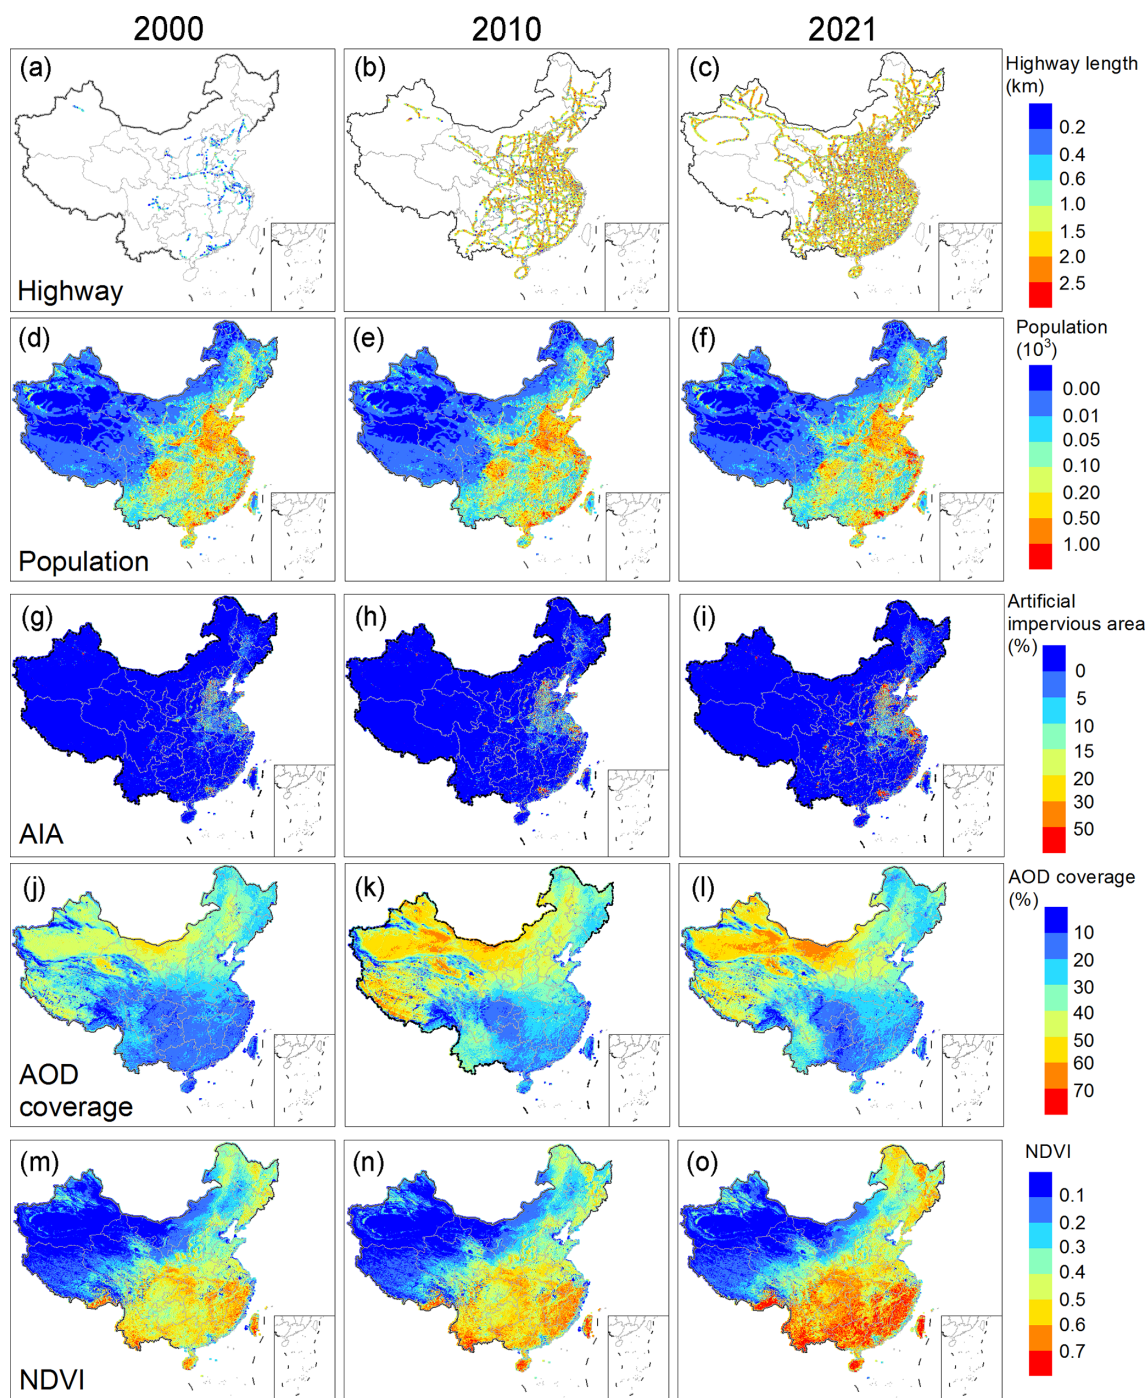 2000 2010 2021
(a) (b) (c)
Highway length
(km)
0.2
0.4
0.6
1.0
1.5
2.0
2.5
Highway
(d) (e) (f)
Population
(10³)
0.00
0.01
0.05
0.10
0.20
0.50
1.00
Population
(g) (h) (i)
Artificial
impervious area
(%)
0
5
10
15
20
30
50
AIA
(j) (k) (l)
AOD coverage
(%)
10
20
30
40
50
60
70
AOD
coverage
(m) (n) (o)
NDVI
0.1
0.2
0.3
0.4
0.5
0.6
0.7
NDVI